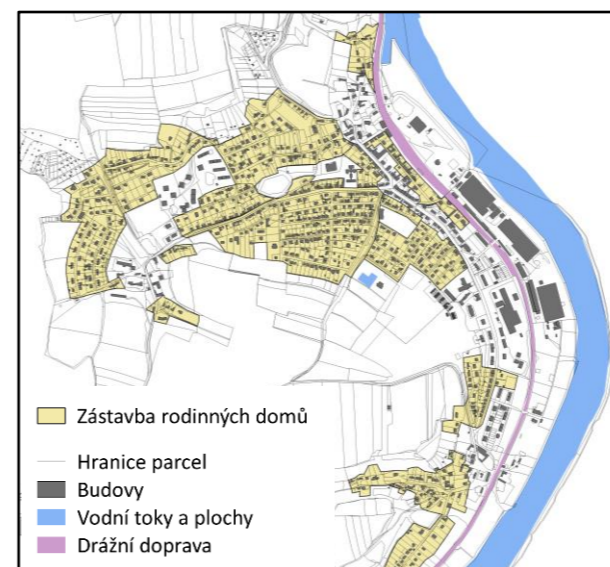 Zástavba rodinných domů
Hranice parcel
Budovy
Vodní toky a plochy
Drážní doprava